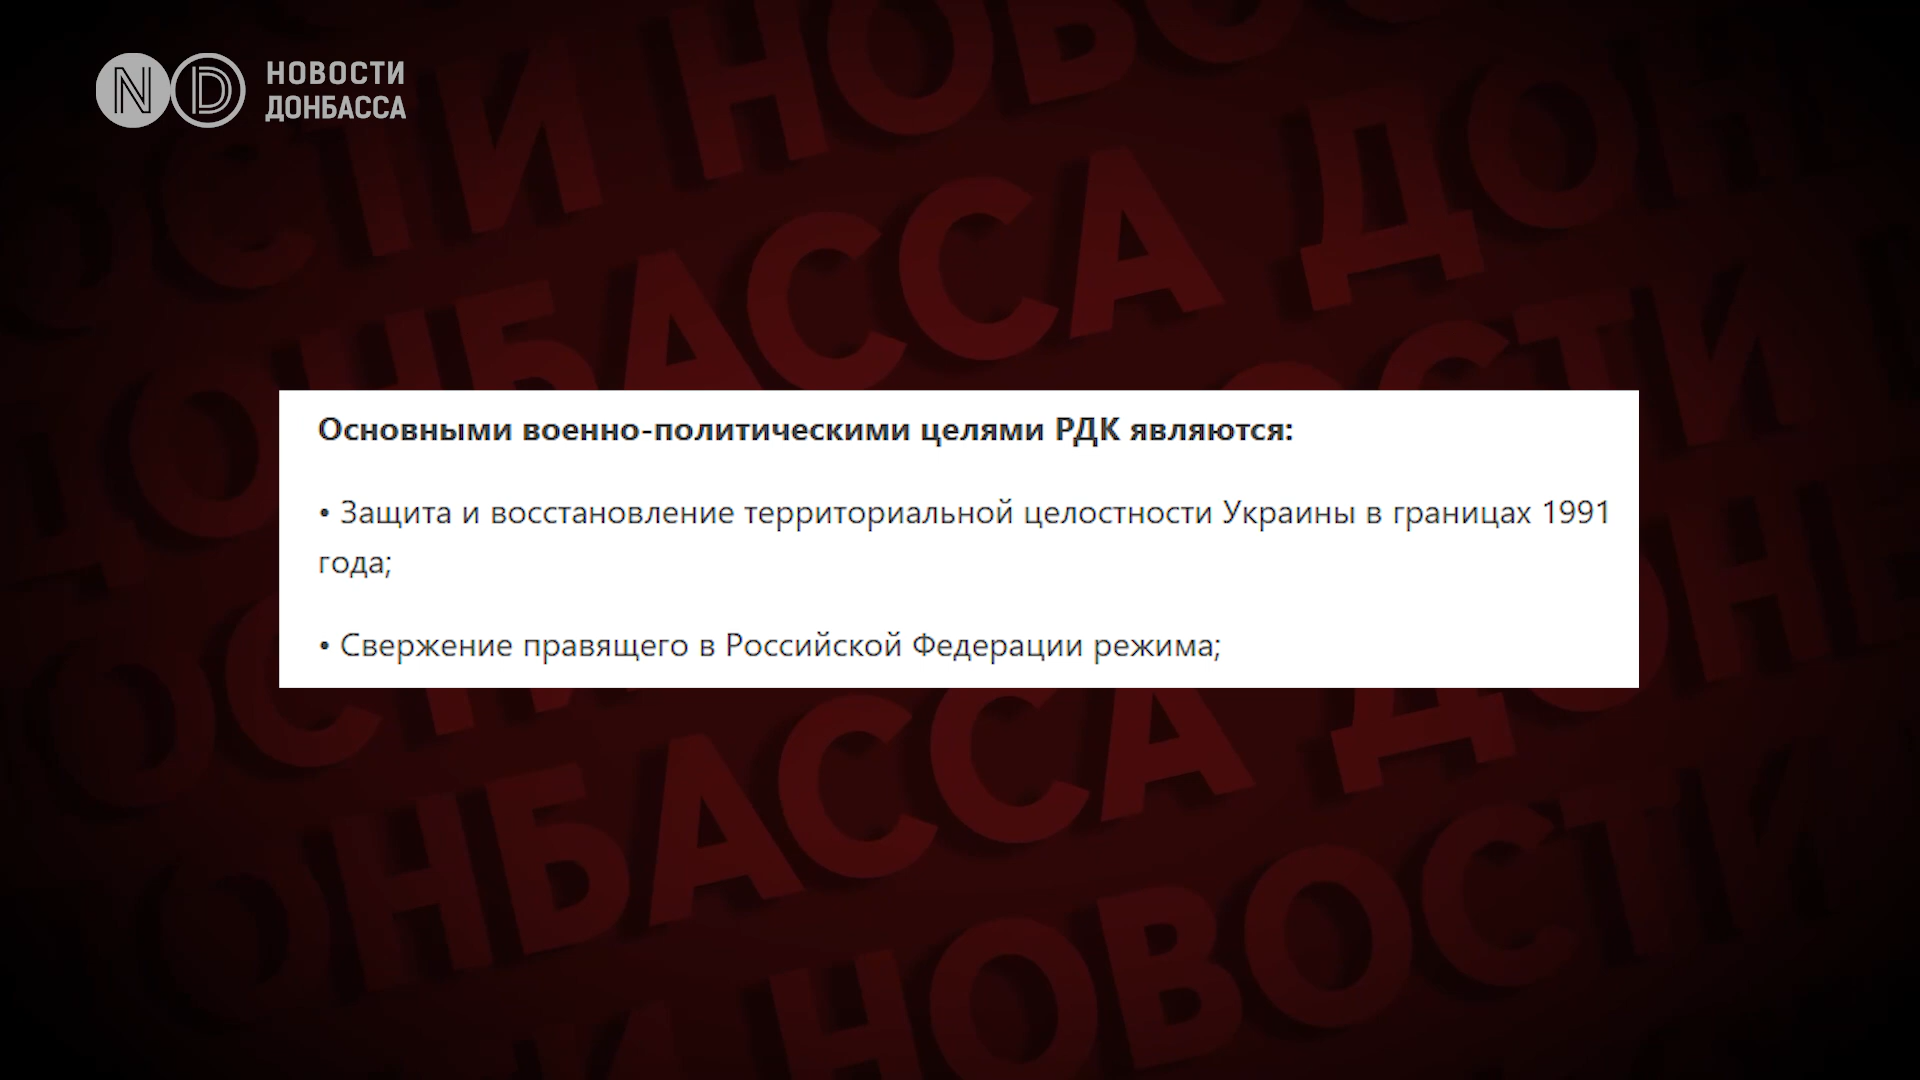 НОВОСТИ
ДОНБАССА
Основными военно-политическими целями РДК являются:
• Защита и восстановление территориальной целостности Украины в границах 1991
года;
• Свержение правящего в Российской Федерации режима;